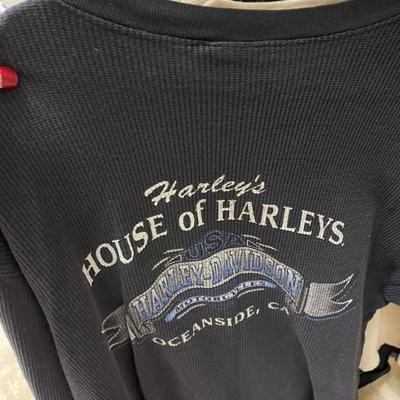 Harley's
HOUSE of HARLEYS
USA
HARLEY-DAVIDSON
MOTORCYCLES
OCEANSIDE, CA